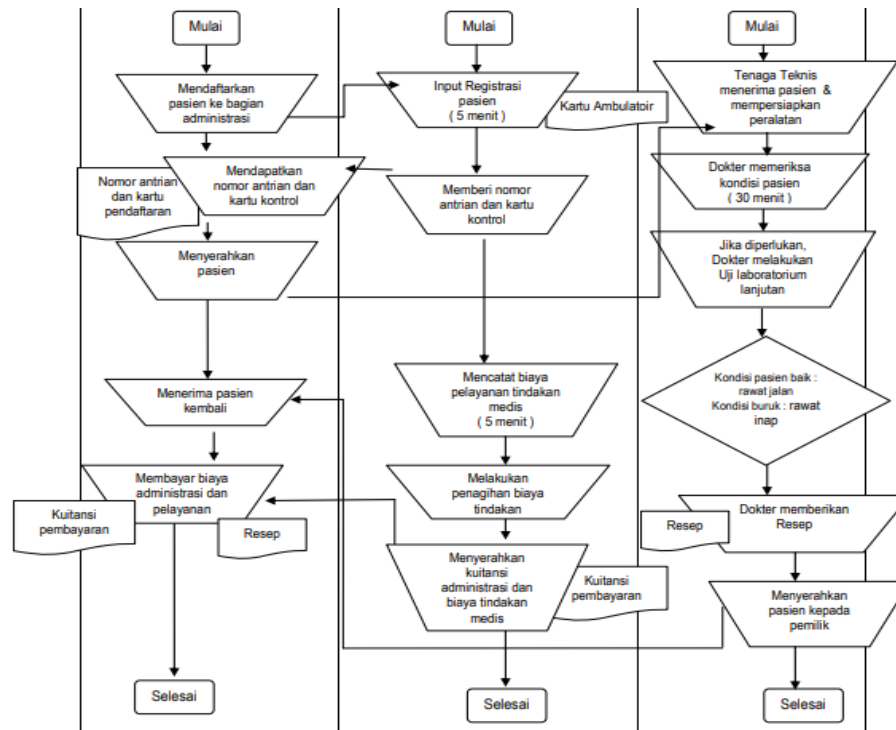 Mulai
Mendaftarkan
pasien ke bagian
administrasi
Nomor antrian
dan kartu
pendaftaran
Mendapatkan
nomor antrian dan
kartu kontrol
Menyerahkan
pasien
Menerima pasien
kembali
Membayar biaya
administrasi dan
pelayanan
Kuitansi
pembayaran
Resep
Selesai
Mulai
Input Registrasi
pasien
( 5 menit )
Kartu Ambulatoir
Memberi nomor
antrian dan kartu
kontrol
Mencatat biaya
pelayanan tindakan
medis
( 5 menit )
Melakukan
penagihan biaya
tindakan
Menyerahkan
kuitansi
administrasi dan
biaya tindakan
medis
Kuitansi
pembayaran
Selesai
Mulai
Tenaga Teknis
menerima pasien &
mempersiapkan
peralatan
Dokter memeriksa
kondisi pasien
( 30 menit )
Jika diperlukan,
Dokter melakukan
Uji laboratorium
lanjutan
Kondisi pasien baik :
rawat jalan
Kondisi buruk : rawat
inap
Dokter memberikan
Resep
Resep
Menyerahkan
pasien kepada
pemilik
Selesai